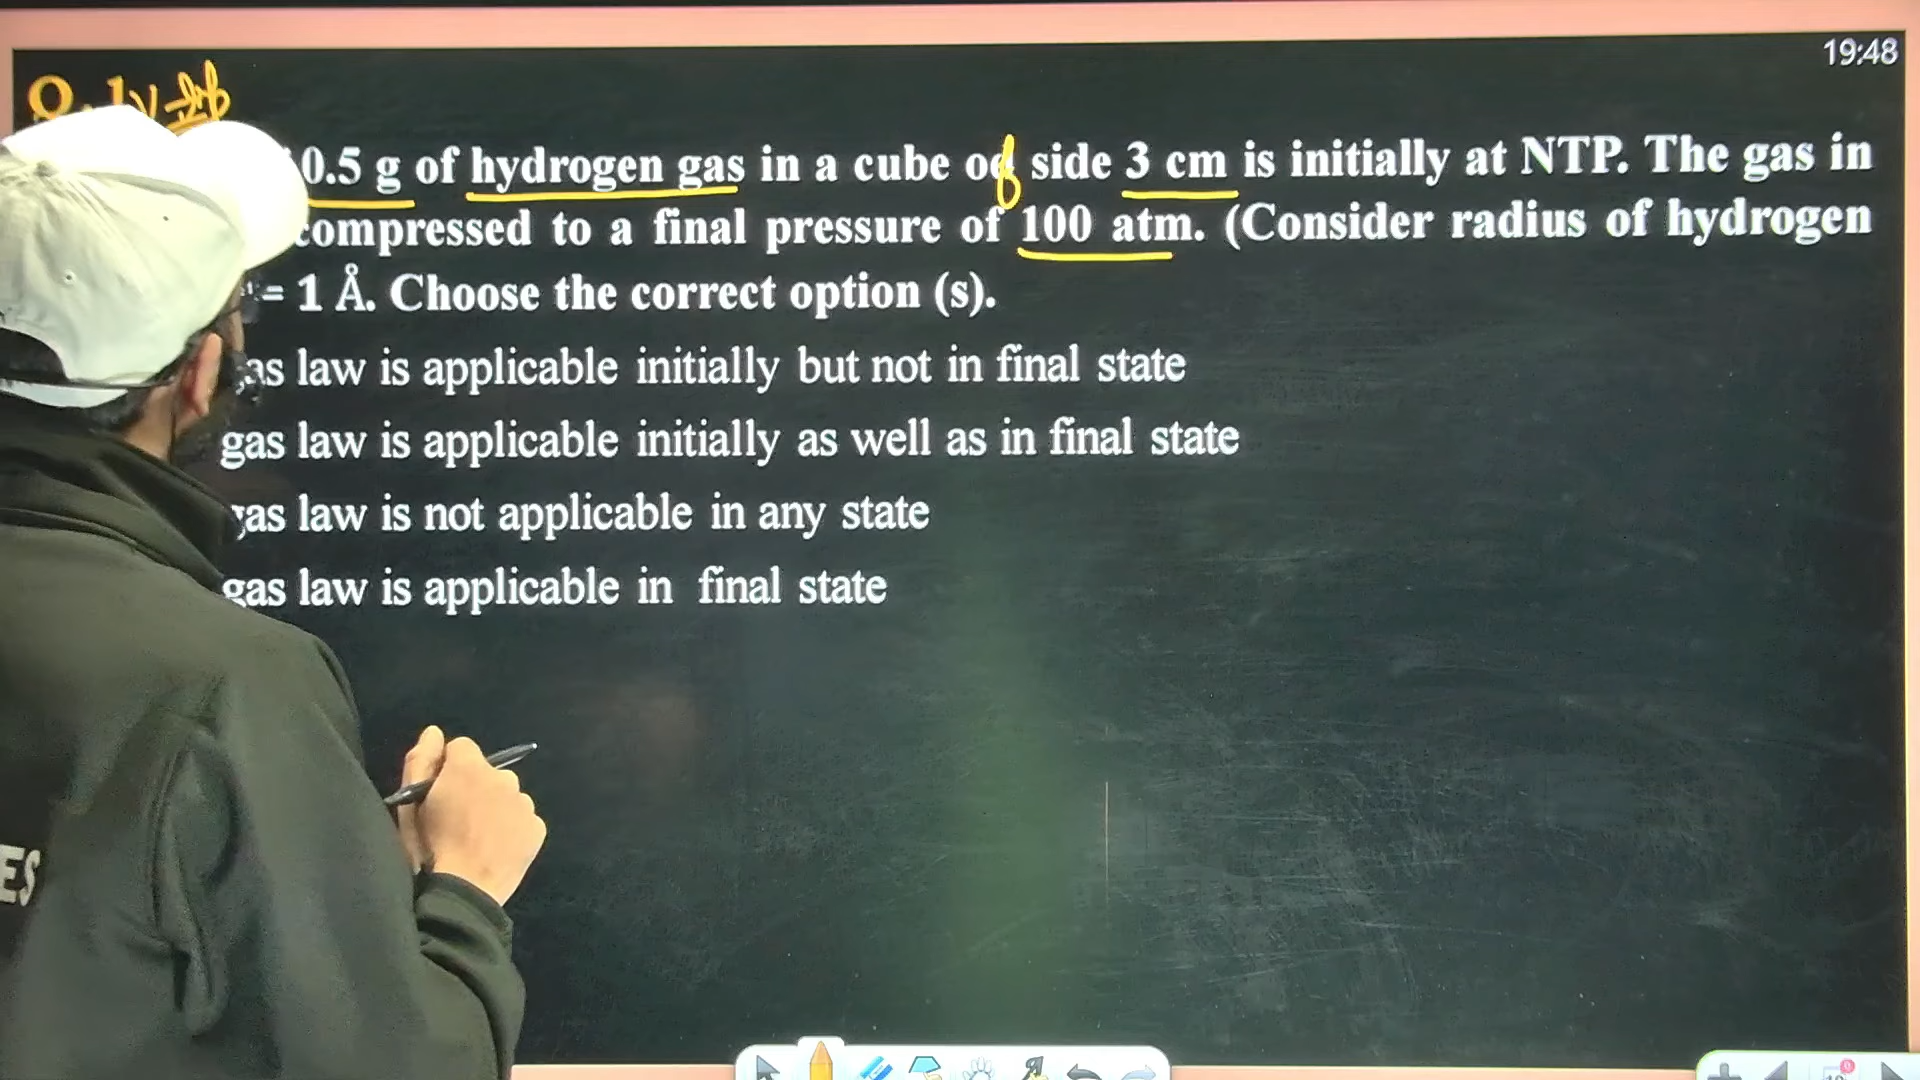 19:48
Q.
0.5 g of hydrogen gas in a cube of side 3 cm is initially at NTP. The gas in
compressed to a final pressure of 100 atm. (Consider radius of hydrogen
= 1 Å. Choose the correct option (s).
gas law is applicable initially but not in final state
gas law is applicable initially as well as in final state
gas law is not applicable in any state
gas law is applicable in final state
ES